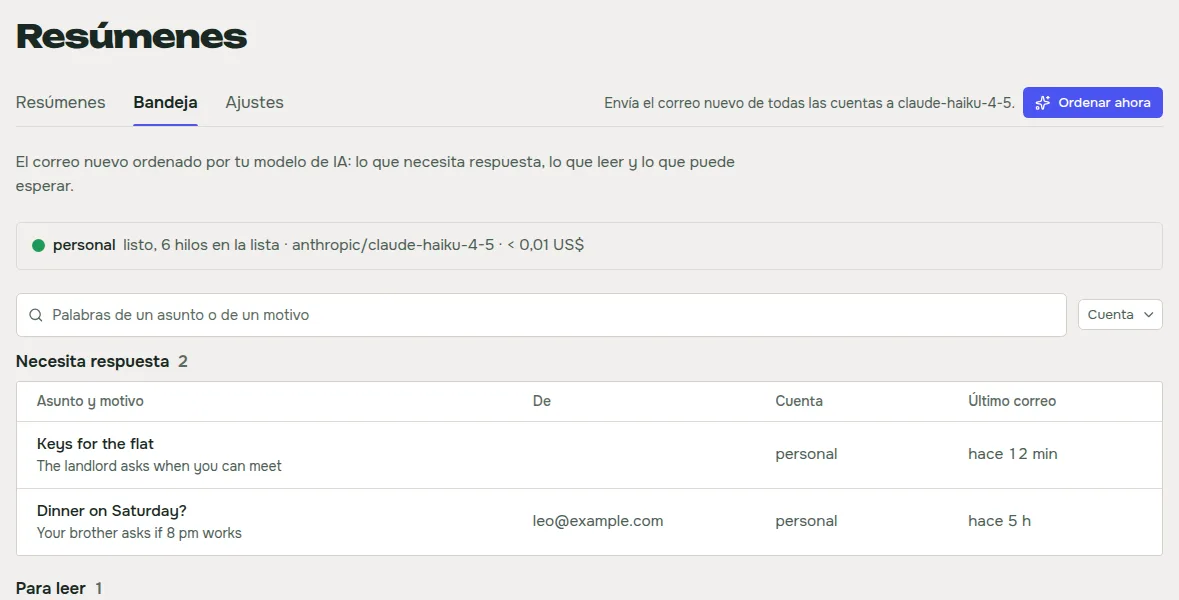 Resúmenes
Resúmenes Bandeja Ajustes Envía el correo nuevo de todas las cuentas a claude-haiku-4-5. Ordenar ahora
El correo nuevo ordenado por tu modelo de IA: lo que necesita respuesta, lo que leer y lo que puede
esperar.
personal listo, 6 hilos en la lista · anthropic/claude-haiku-4-5 · < 0,01 US$
Palabras de un asunto o de un motivo Cuenta
Necesita respuesta 2
Asunto y motivo De Cuenta Último correo
Keys for the flat
The landlord asks when you can meet
personal hace 12 min
Dinner on Saturday?
Your brother asks if 8 pm works
leo@example.com personal hace 5 h
Para leer 1